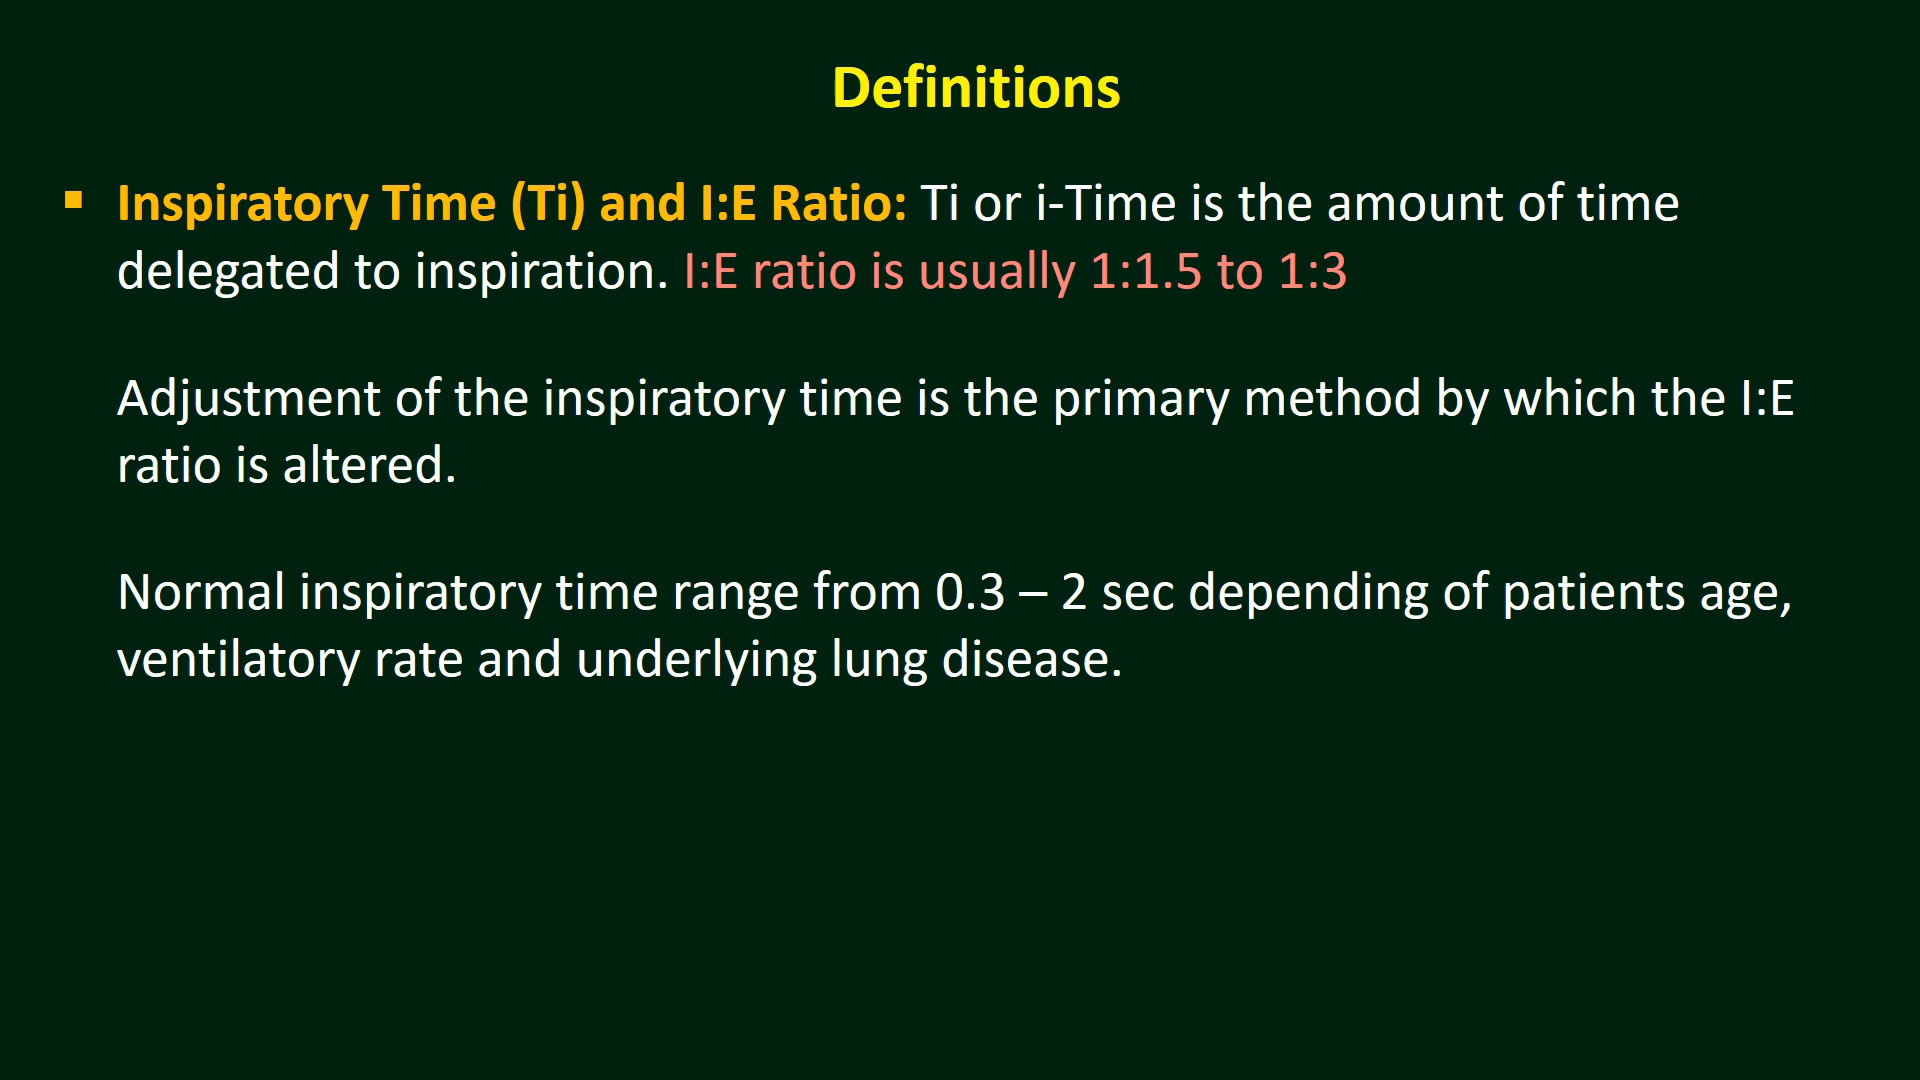 Definitions
▪ Inspiratory Time (Ti) and I:E Ratio: Ti or i-Time is the amount of time
delegated to inspiration. I:E ratio is usually 1:1.5 to 1:3
Adjustment of the inspiratory time is the primary method by which the I:E
ratio is altered.
Normal inspiratory time range from 0.3 – 2 sec depending of patients age,
ventilatory rate and underlying lung disease.